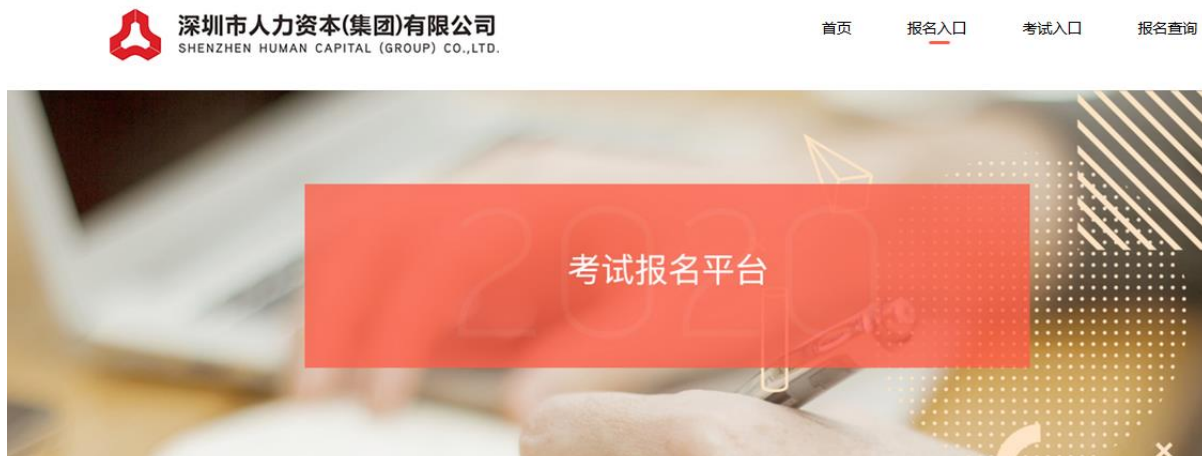 深圳市人力资本(集团)有限公司
SHENZHEN HUMAN CAPITAL (GROUP) CO.,LTD.
首页 报名入口 考试入口 报名查询
2020
考试报名平台